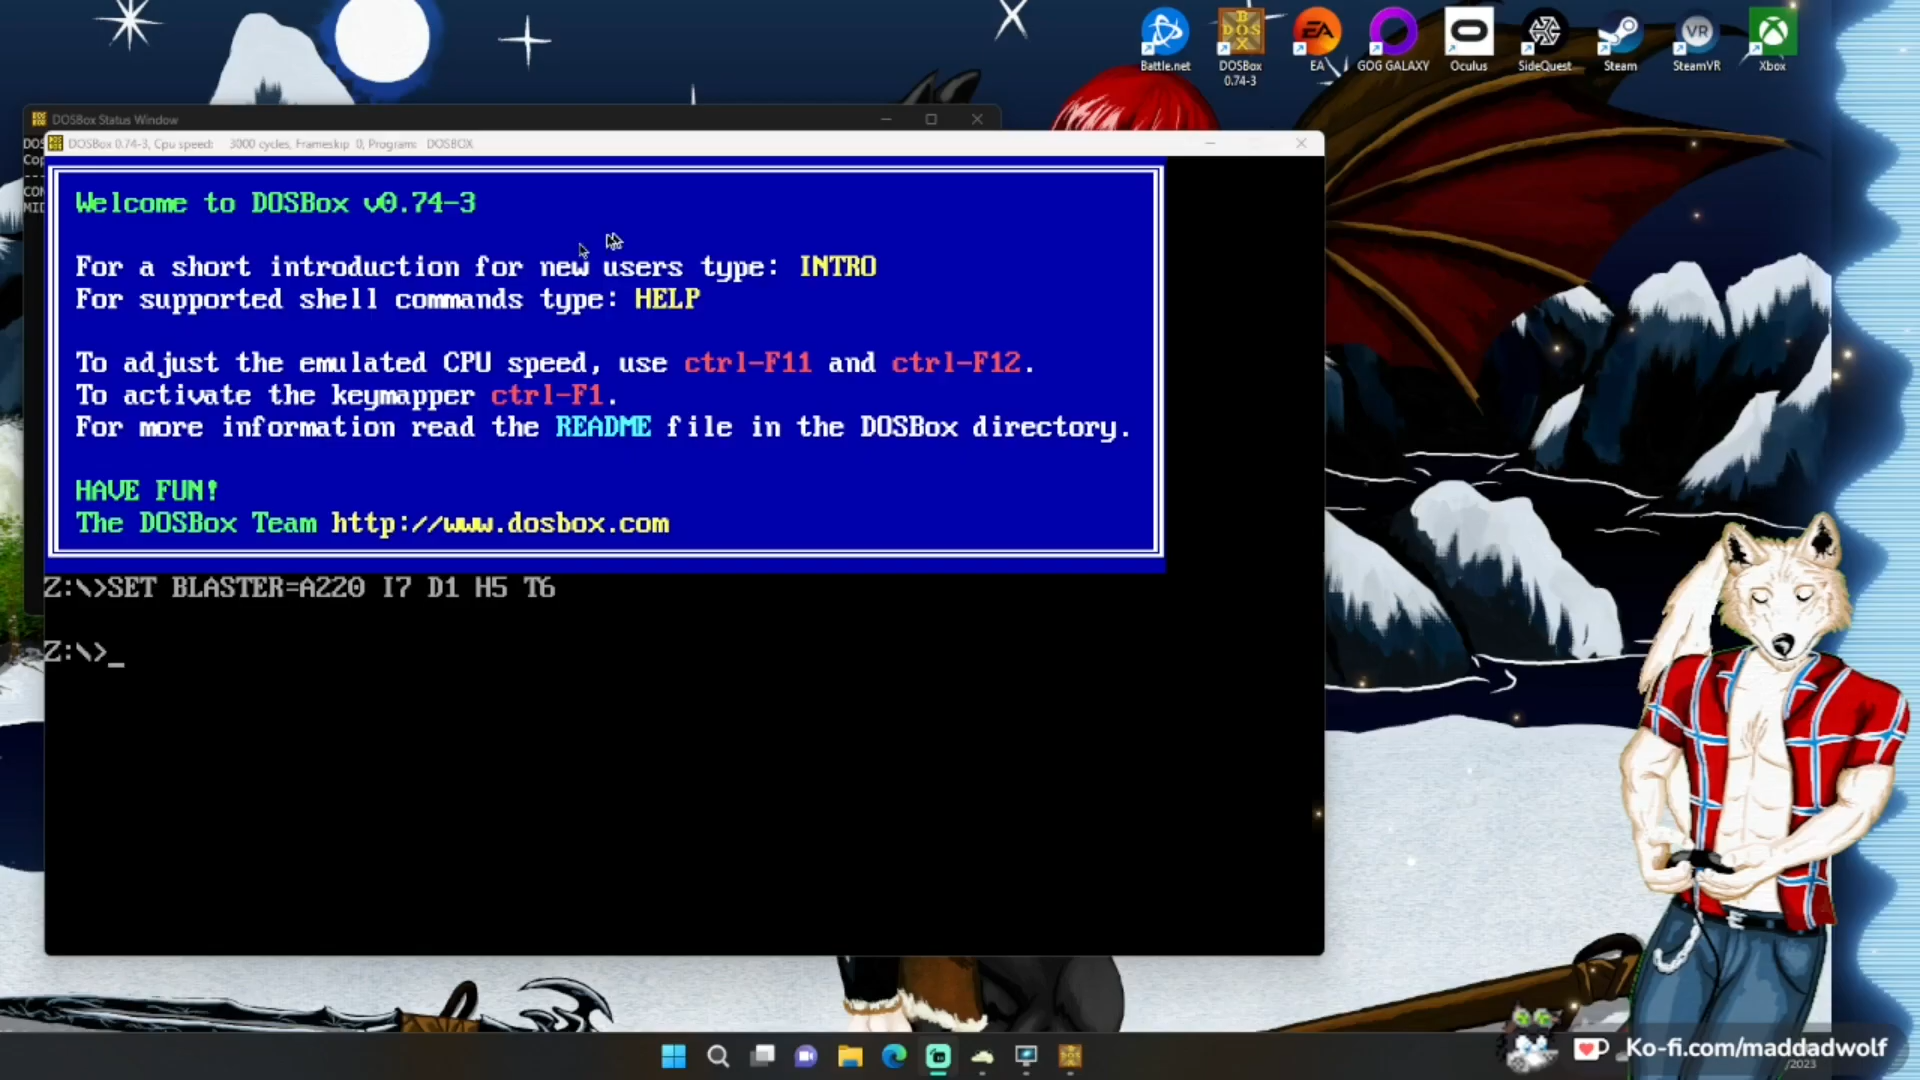 Battle.net
DOSBox
0.74-3
EA
GOG GALAXY
Oculus
SideQuest
Steam
SteamVR
Xbox
DOSBox Status Window
DOSBox 0.74-3, Cpu speed: 3000 cycles, Frameskip 0, Program: DOSBOX
Welcome to DOSBox v0.74-3
For a short introduction for new users type: INTRO
For supported shell commands type: HELP
To adjust the emulated CPU speed, use ctrl-F11 and ctrl-F12.
To activate the keymapper ctrl-F1.
For more information read the README file in the DOSBox directory.
HAVE FUN!
The DOSBox Team http://www.dosbox.com
Z:\>SET BLASTER=A220 I7 D1 H5 T6
Z:\>_
Ko-fi.com/maddadwolf
/2023